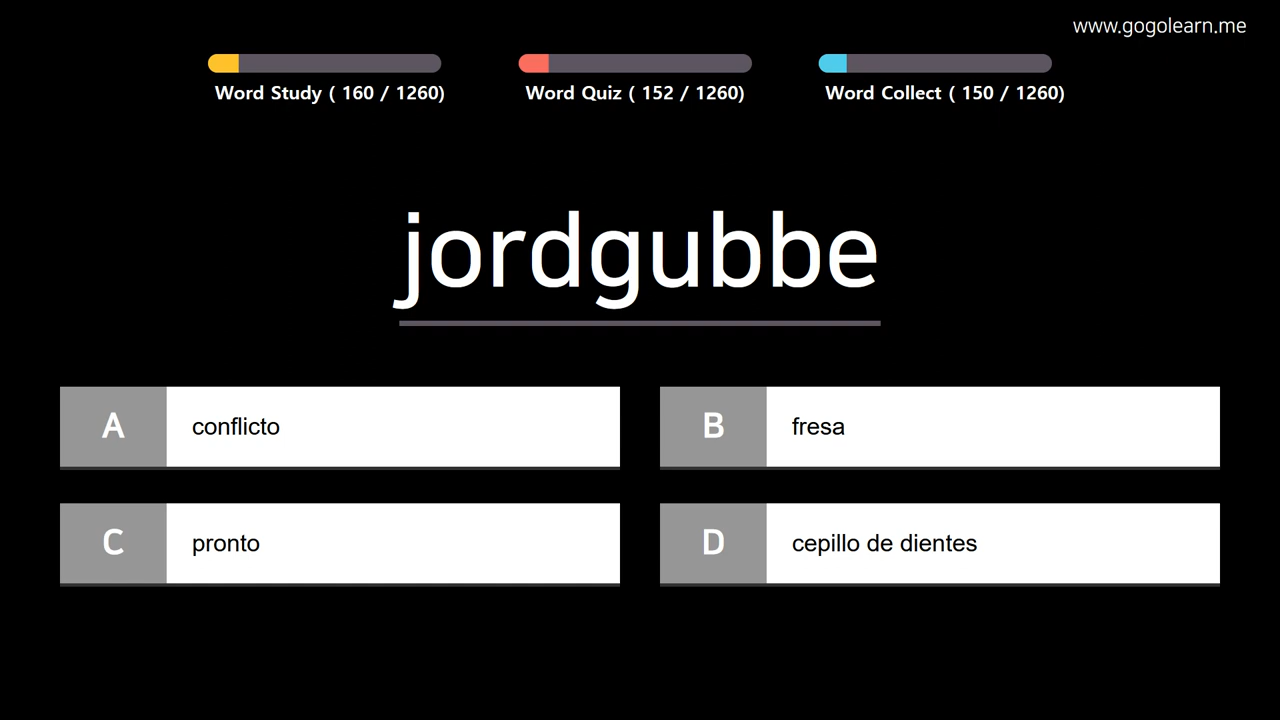 www.gogolearn.me
Word Study ( 160 / 1260)
Word Quiz ( 152 / 1260)
Word Collect ( 150 / 1260)
jordgubbe
A conflicto
B fresa
C pronto
D cepillo de dientes